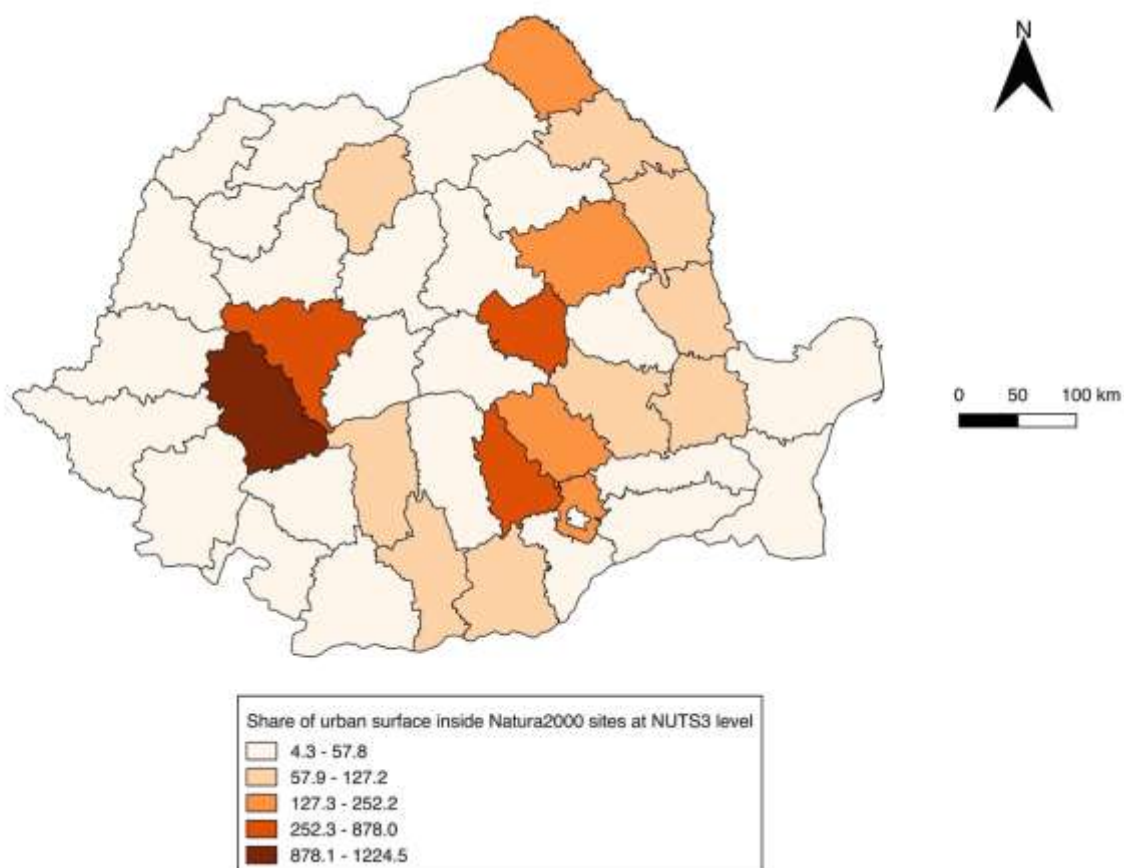 N
0 50 100 km
Share of urban surface inside Natura2000 sites at NUTS3 level
4.3 - 57.8
57.9 - 127.2
127.3 - 252.2
252.3 - 878.0
878.1 - 1224.5